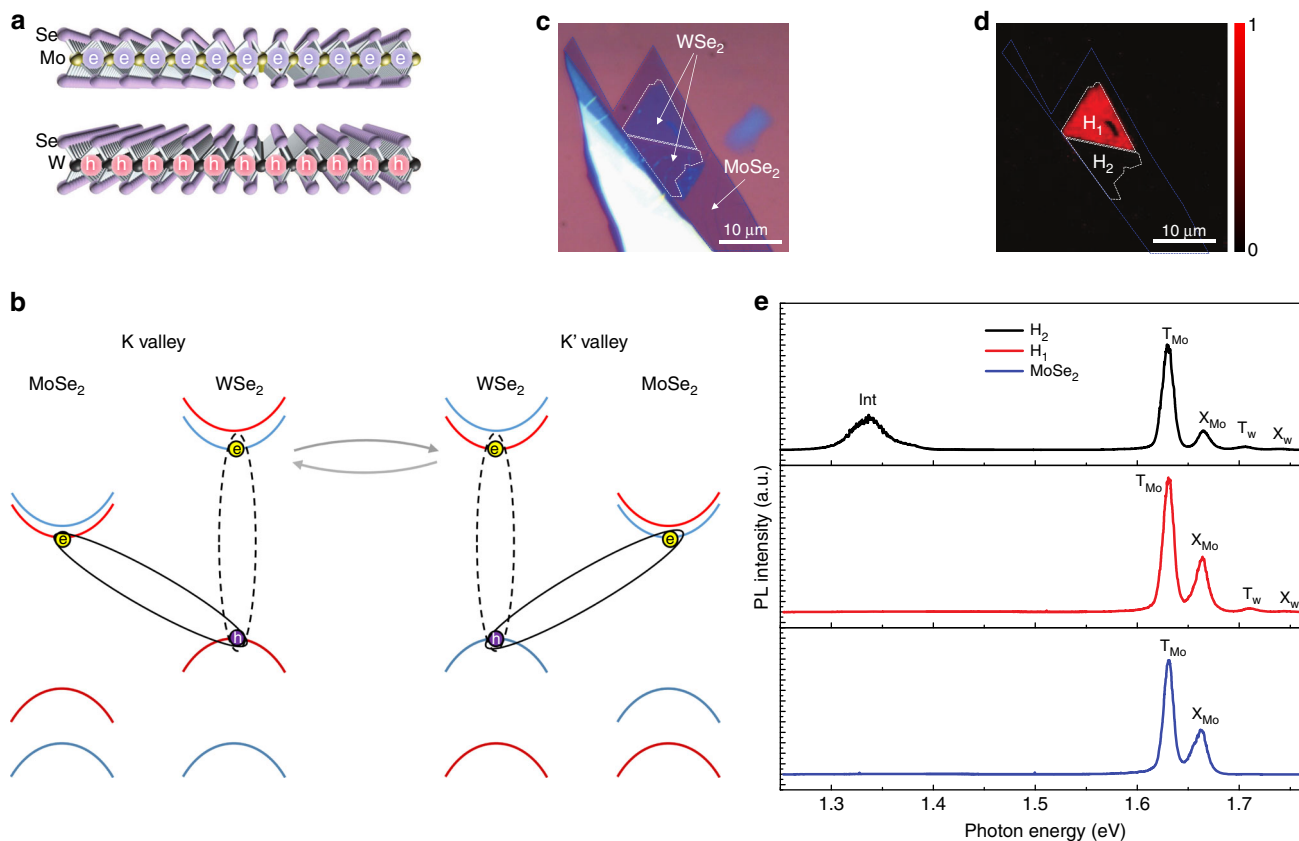 a
Se
Mo
e e e e e e e e e e
Se
W
h h h h h h h h h h
c
WSe2
MoSe2
10 μm
d
1
H1
H2
10 μm
0
b
K valley
K' valley
MoSe2
WSe2
WSe2
MoSe2
e
e
e
e
h
h
e
H2
H1
MoSe2
Int
TMo
XMo
Tw
Xw
TMo
XMo
Tw
Xw
TMo
XMo
PL intensity (a.u.)
1.3 1.4 1.5 1.6 1.7
Photon energy (eV)